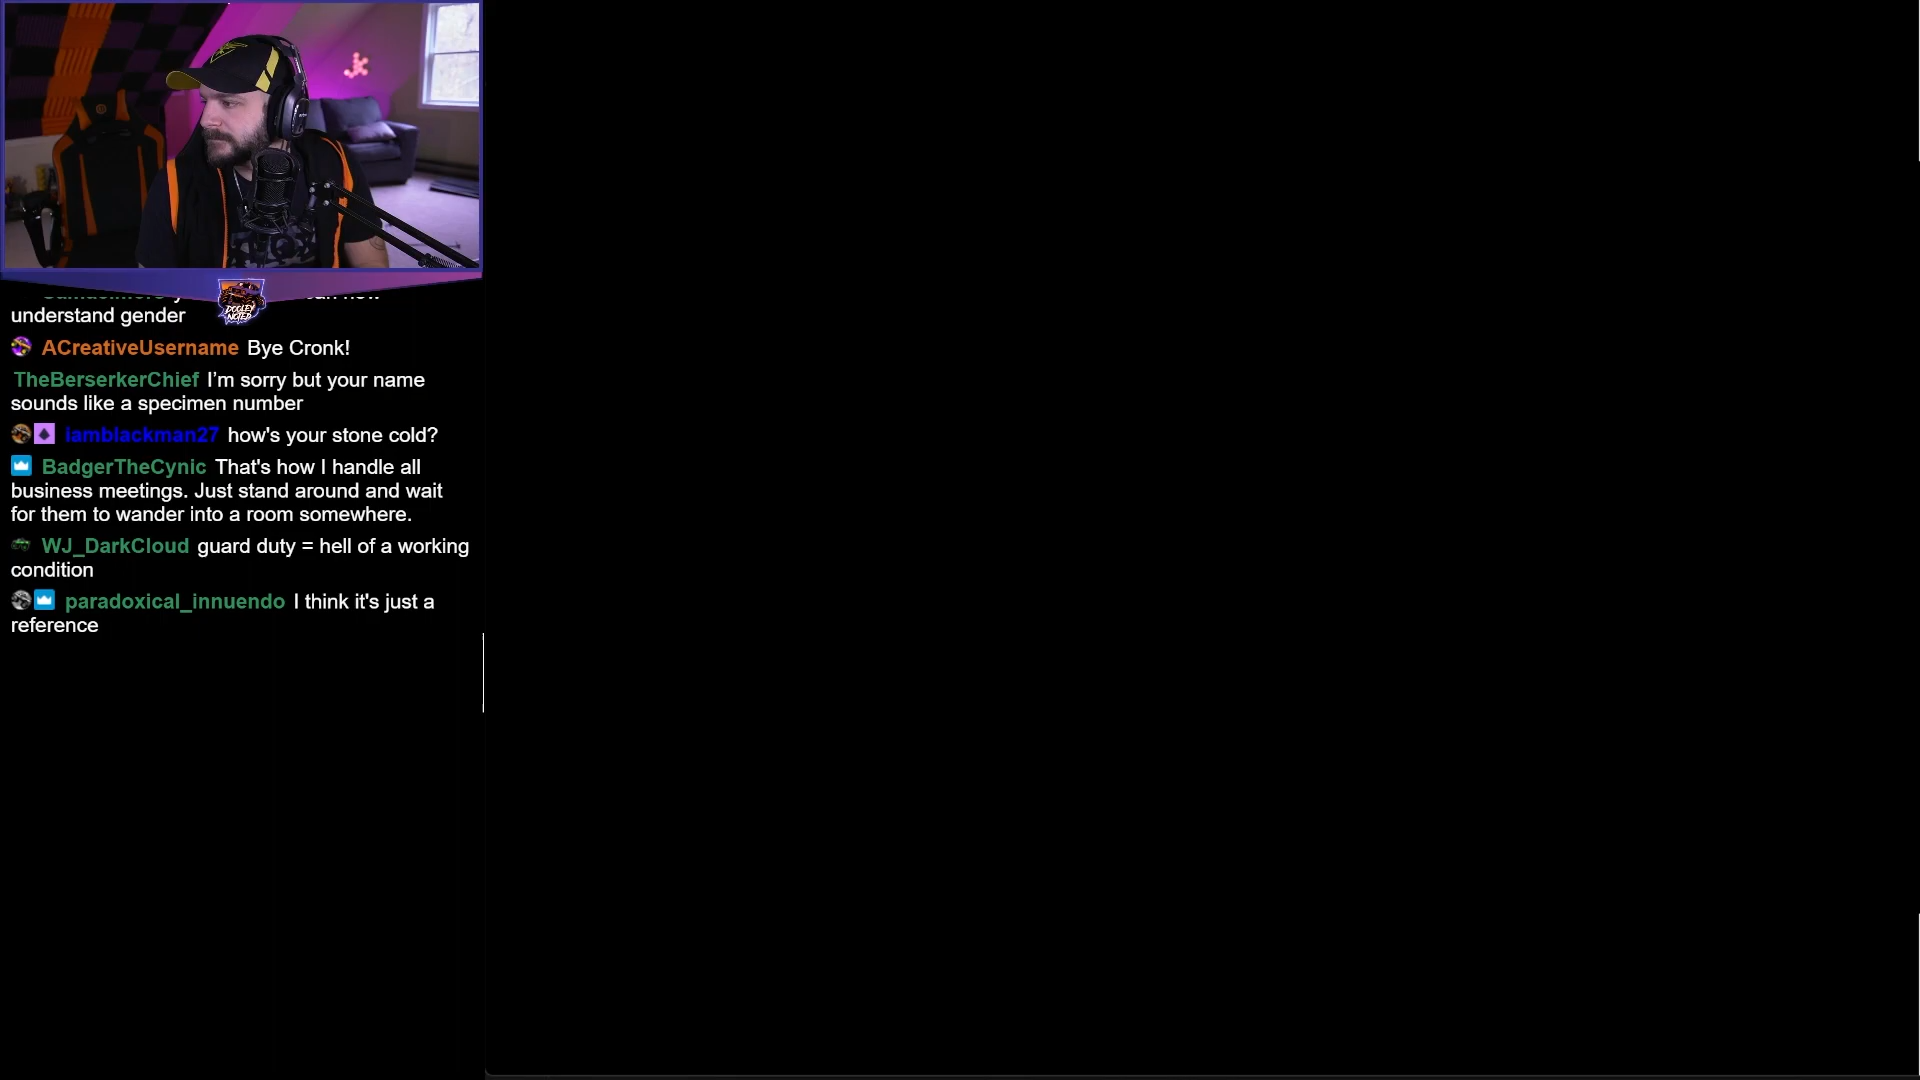 understand gender
DOOLEY
NOTED
ACreativeUsername Bye Cronk!
TheBerserkerChief I’m sorry but your name
sounds like a specimen number
iamblackman27 how's your stone cold?
BadgerTheCynic That's how I handle all
business meetings. Just stand around and wait
for them to wander into a room somewhere.
WJ_DarkCloud guard duty = hell of a working
condition
paradoxical_innuendo I think it's just a
reference